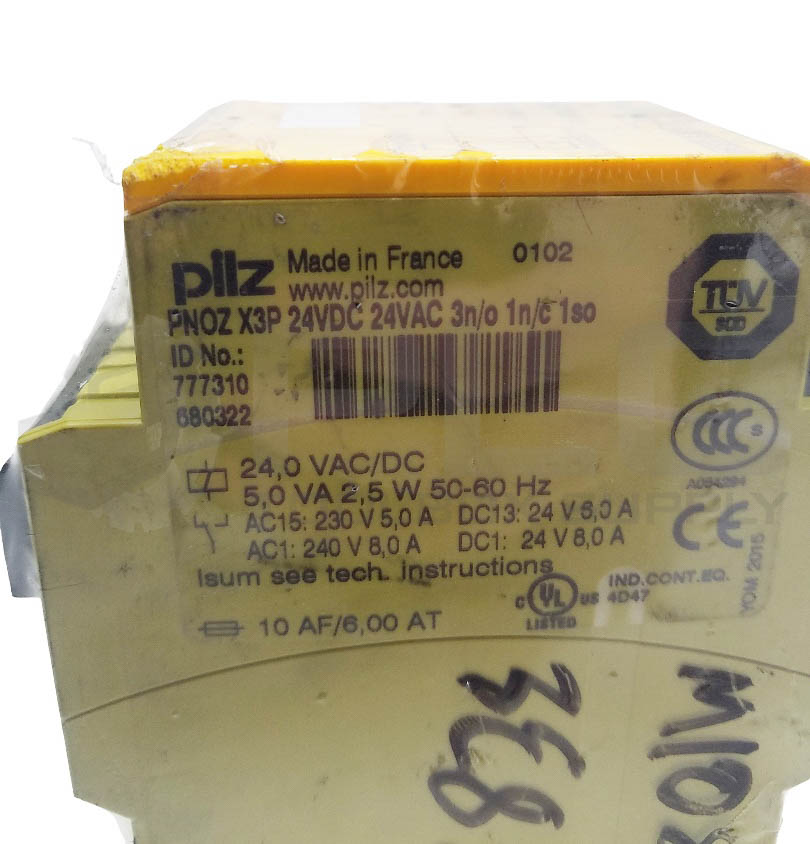 pilz Made in France 0102
www.pilz.com
PNOZ X3P 24VDC 24VAC 3n/o 1n/c 1so
ID No.:
777310
680322
24,0 VAC/DC
5,0 VA 2,5 W 50-60 Hz
AC15: 230 V 5,0 A DC13: 24 V 6,0 A
AC1: 240 V 8,0 A DC1: 24 V 8,0 A
Isum see tech. instructions
10 AF/6,00 AT
TÜV
SÜD
CCC S
A054294
CE
YOM 2015
C UL US
LISTED
IND.CONT.EQ.
4D47